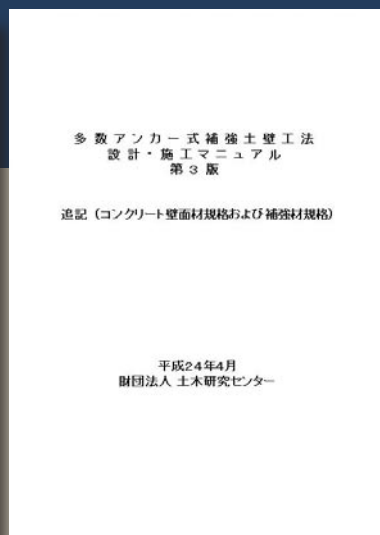 多数アンカー式補強土壁工法
設計・施工マニュアル
第３版
追記（コンクリート壁面材規格および補強材規格）
平成24年4月
財団法人 土木研究センター